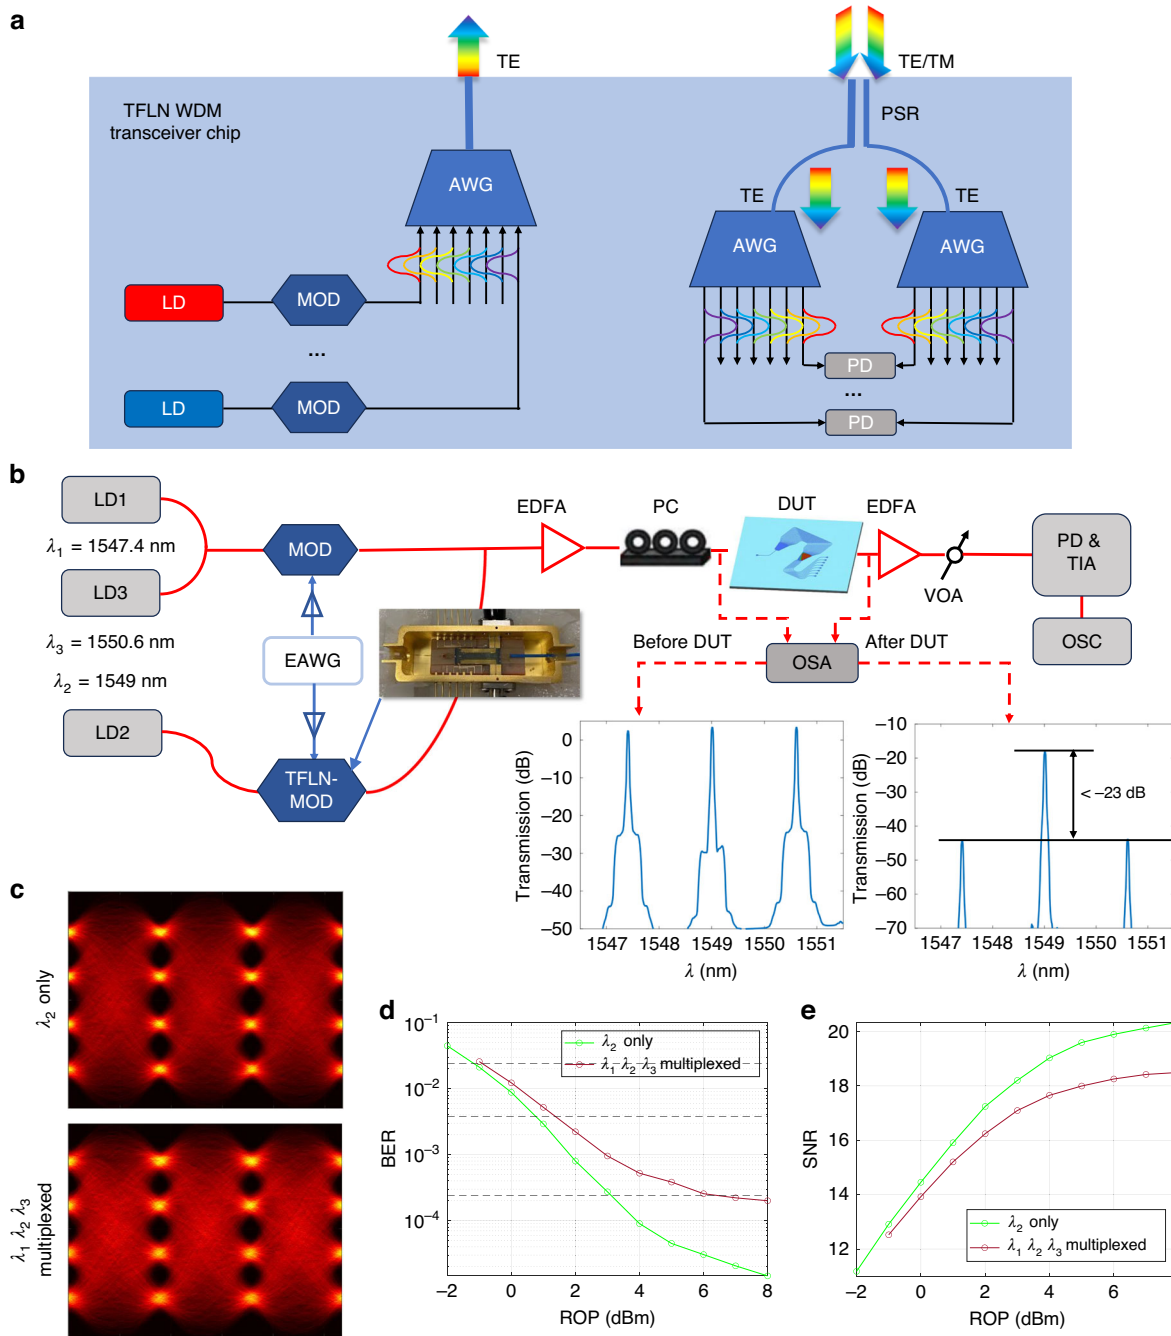 a
TE
TE/TM
TFLN WDM
transceiver chip
PSR
AWG
TE
TE
AWG
AWG
LD
MOD
...
PD
...
LD
MOD
PD
b
LD1
EDFA
PC
DUT
EDFA
λ1 = 1547.4 nm
MOD
PD &
TIA
LD3
VOA
λ3 = 1550.6 nm
EAWG
Before DUT
OSA
After DUT
OSC
λ2 = 1549 nm
LD2
TFLN-
MOD
0
–10
–20
–30
–40
–50
Transmission (dB)
1547 1548 1549 1550 1551
λ (nm)
–10
–20
–30
–40
–50
–60
–70
Transmission (dB)
< –23 dB
1547 1548 1549 1550 1551
λ (nm)
c
λ2 only
λ1 λ2 λ3
multiplexed
d
10–1
10–2
10–3
10–4
BER
λ2 only
λ1 λ2 λ3 multiplexed
–2 0 2 4 6 8
ROP (dBm)
e
20
18
16
14
12
SNR
λ2 only
λ1 λ2 λ3 multiplexed
–2 0 2 4 6
ROP (dBm)